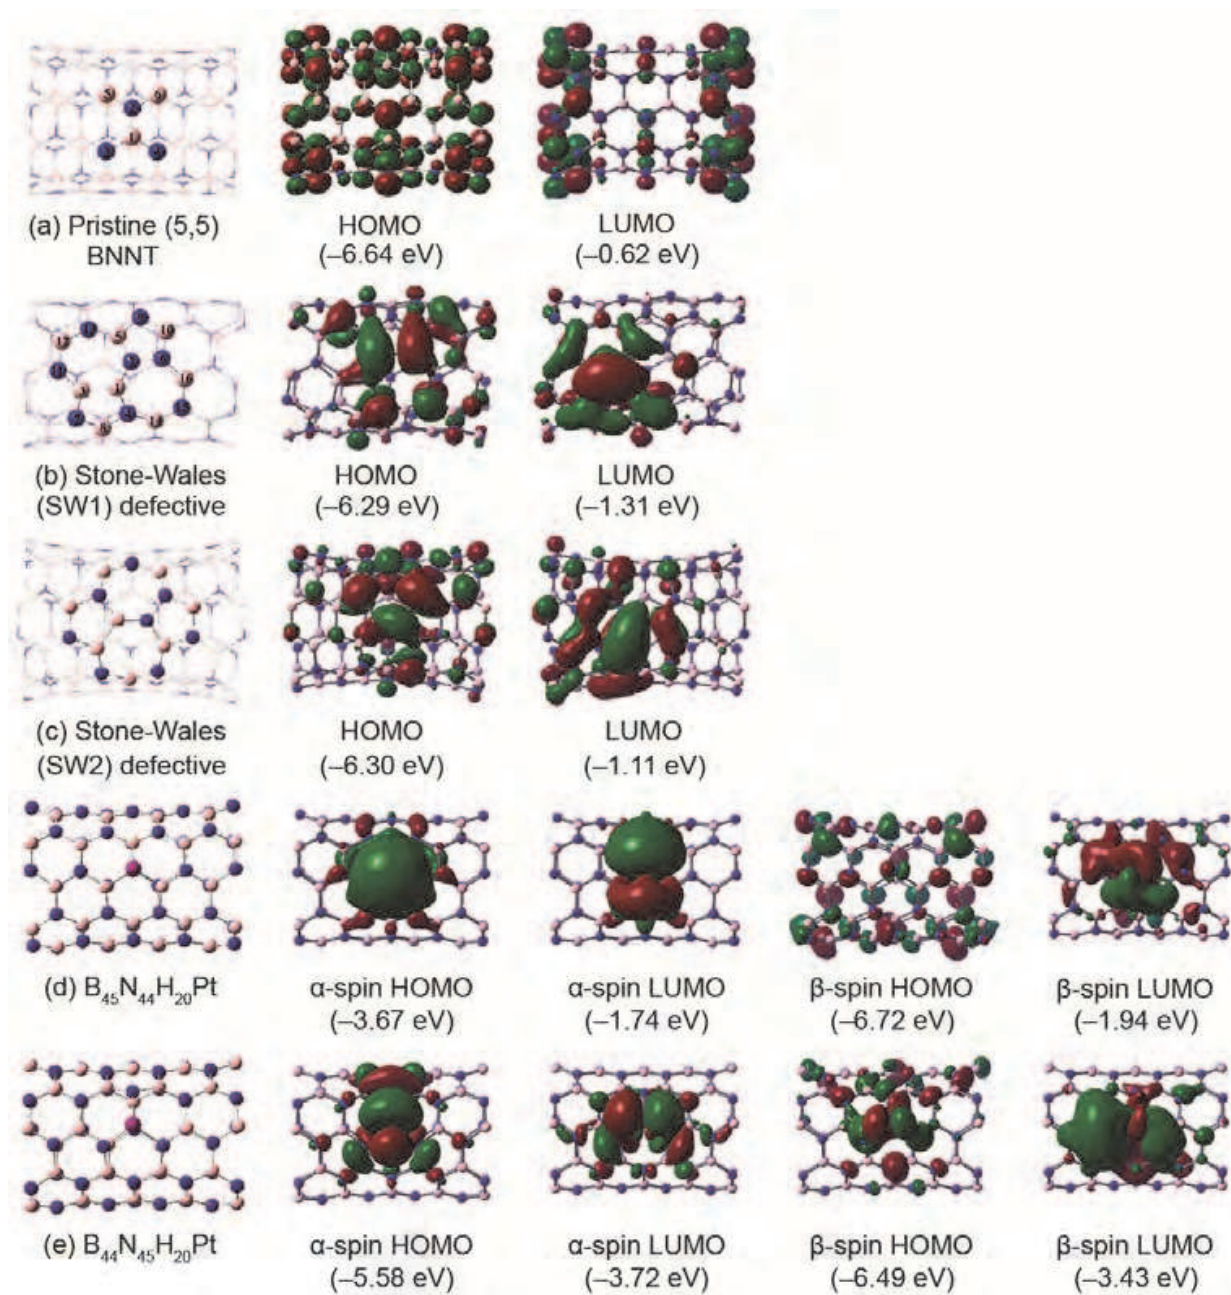 (a) Pristine (5,5)
BNNT
HOMO
(−6.64 eV)
LUMO
(−0.62 eV)
(b) Stone-Wales
(SW1) defective
HOMO
(−6.29 eV)
LUMO
(−1.31 eV)
(c) Stone-Wales
(SW2) defective
HOMO
(−6.30 eV)
LUMO
(−1.11 eV)
(d) B₄₅N₄₄H₂₀Pt
α-spin HOMO
(−3.67 eV)
α-spin LUMO
(−1.74 eV)
β-spin HOMO
(−6.72 eV)
β-spin LUMO
(−1.94 eV)
(e) B₄₄N₄₅H₂₀Pt
α-spin HOMO
(−5.58 eV)
α-spin LUMO
(−3.72 eV)
β-spin HOMO
(−6.49 eV)
β-spin LUMO
(−3.43 eV)